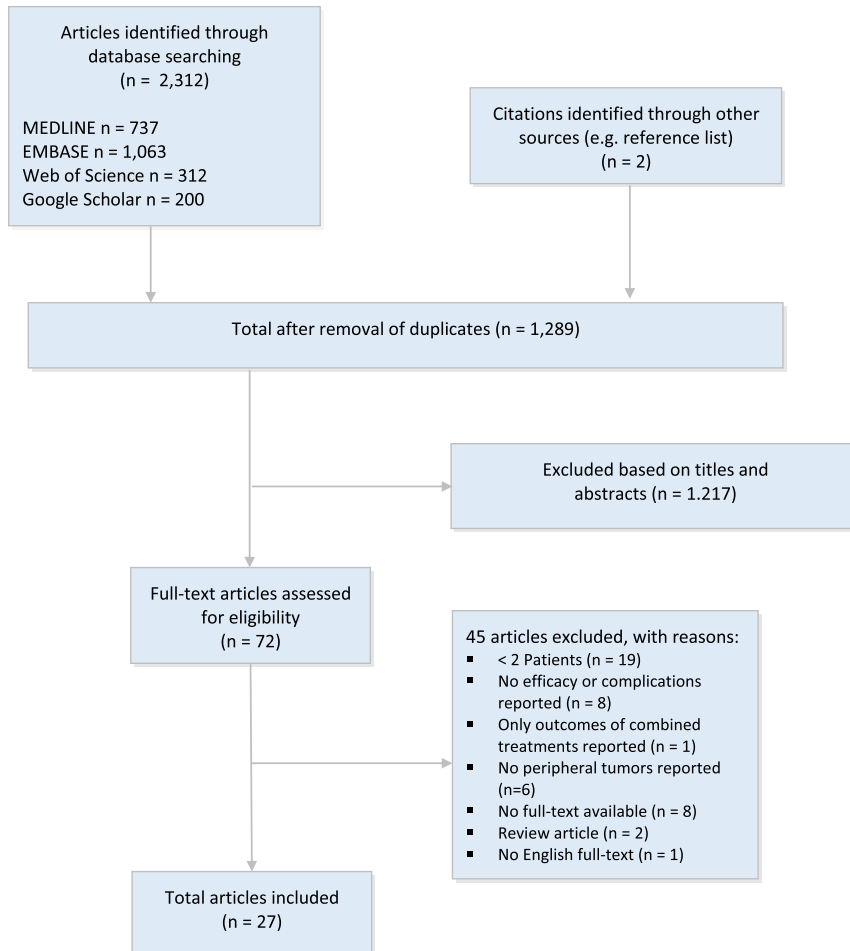 Articles identified through
database searching
(n =  2,312)
MEDLINE n = 737
EMBASE n = 1,063
Web of Science n = 312
Google Scholar n = 200
Citations identified through other
sources (e.g. reference list)
(n = 2)
Total after removal of duplicates (n = 1,289)
Excluded based on titles and
abstracts (n = 1.217)
Full-text articles assessed
for eligibility
(n = 72)
45 articles excluded, with reasons:
▪ < 2 Patients (n = 19)
▪ No efficacy or complications
reported (n = 8)
▪ Only outcomes of combined
treatments reported (n = 1)
▪ No peripheral tumors reported
(n=6)
▪ No full-text available (n = 8)
▪ Review article (n = 2)
▪ No English full-text (n = 1)
Total articles included
(n = 27)